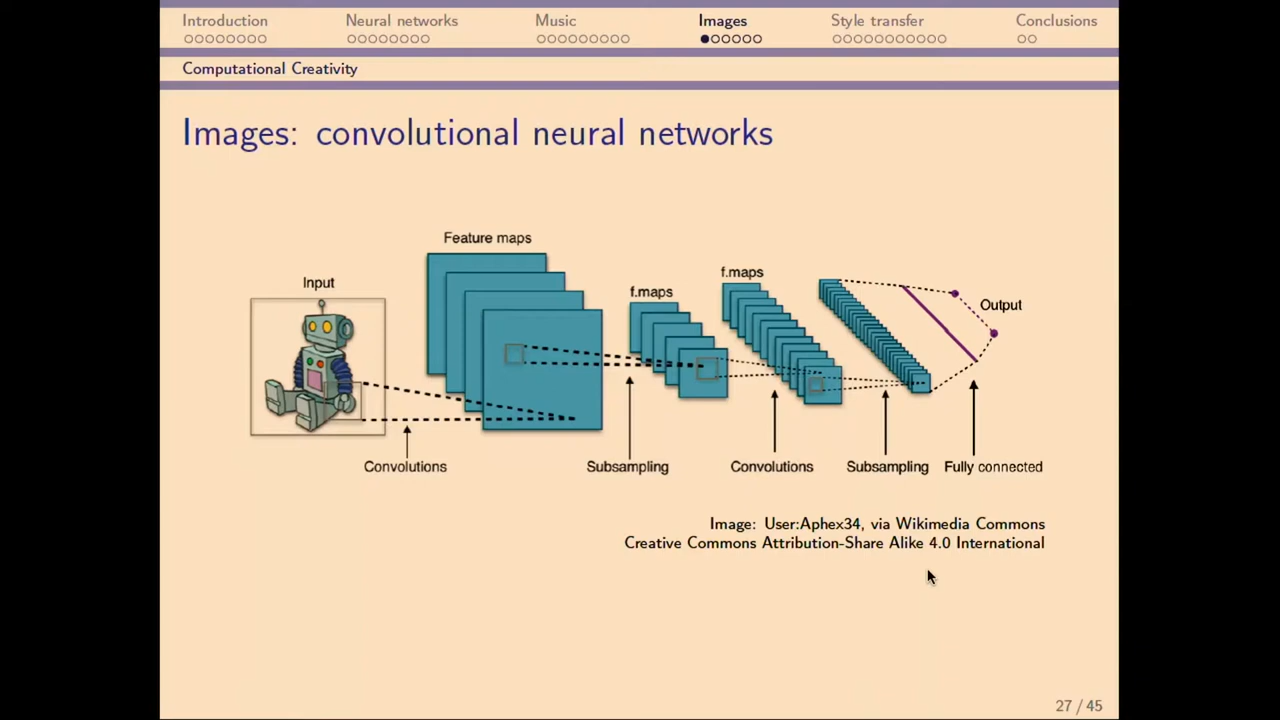 Introduction Neural networks Music Images Style transfer Conclusions
Computational Creativity
Images: convolutional neural networks
Feature maps
f.maps
Input
f.maps
Output
Convolutions Subsampling Convolutions Subsampling Fully connected
Image: User:Aphex34, via Wikimedia Commons
Creative Commons Attribution-Share Alike 4.0 International
27 / 45